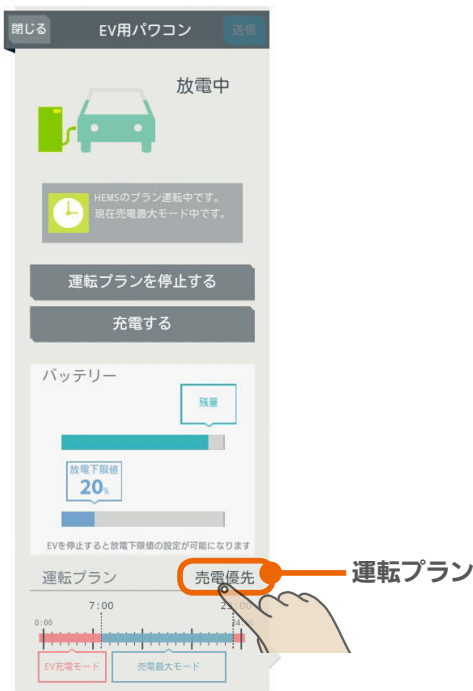 閉じる
EV用パワコン
送信
放電中
HEMSのプラン運転中です。
現在売電最大モード中です。
運転プランを停止する
充電する
バッテリー
残量
放電下限値
20%
EVを停止すると放電下限値の設定が可能になります
運転プラン
売電優先
運転プラン
7:00
0:00
EV充電モード
売電最大モード